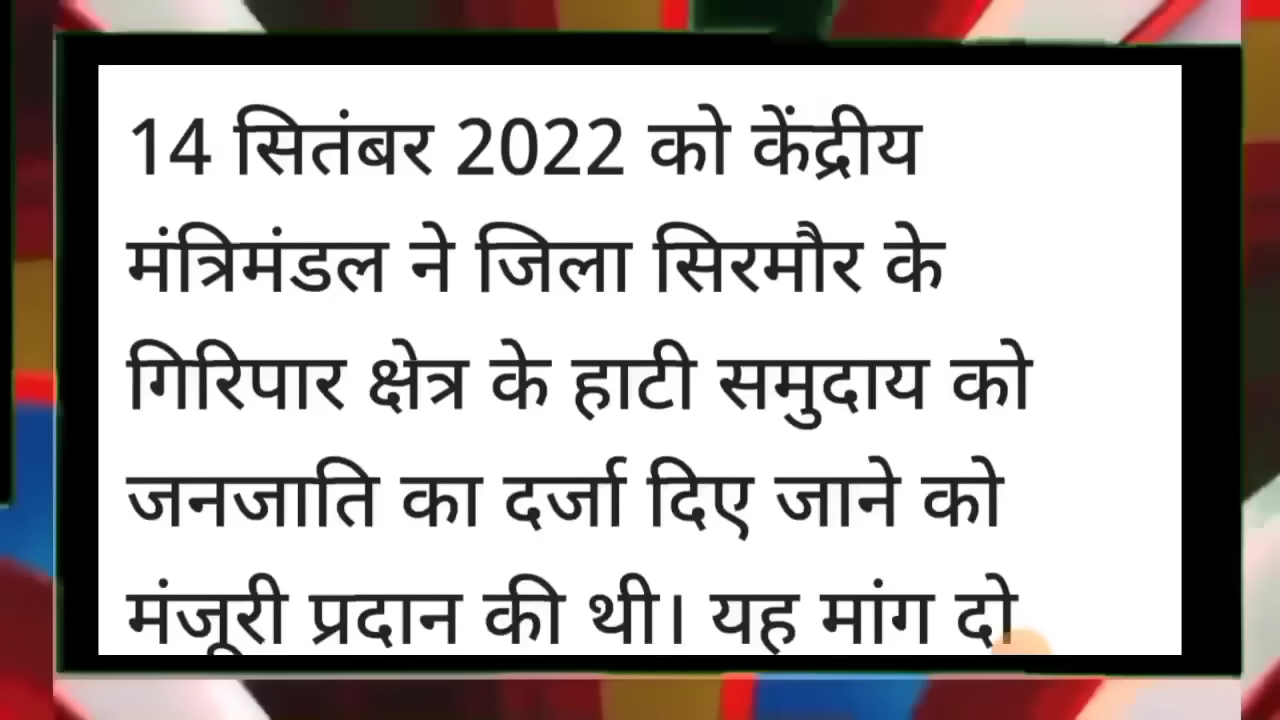 14 सितंबर 2022 को केंद्रीय
मंत्रिमंडल ने जिला सिरमौर के
गिरिपार क्षेत्र के हाटी समुदाय को
जनजाति का दर्जा दिए जाने को
मंजूरी प्रदान की थी। यह मांग दो